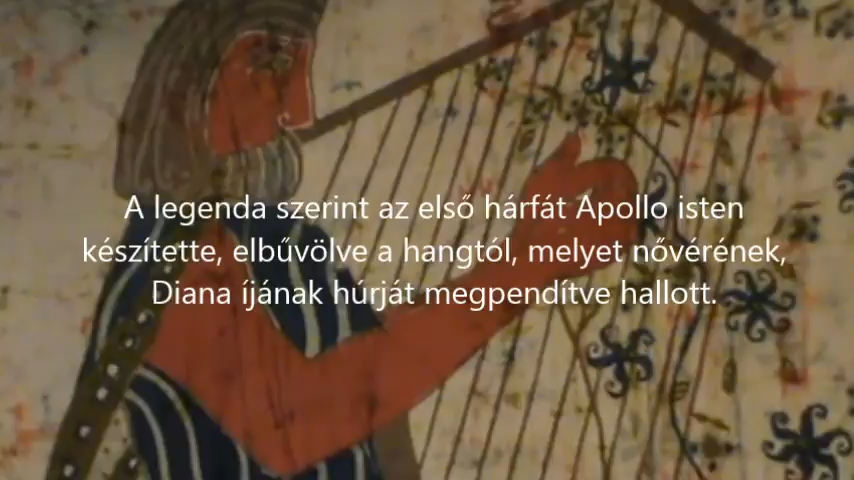 A legenda szerint az első hárfát Apollo isten
készítette, elbűvölve a hangtól, melyet nővérének,
Diana íjának húrját megpendítve hallott.